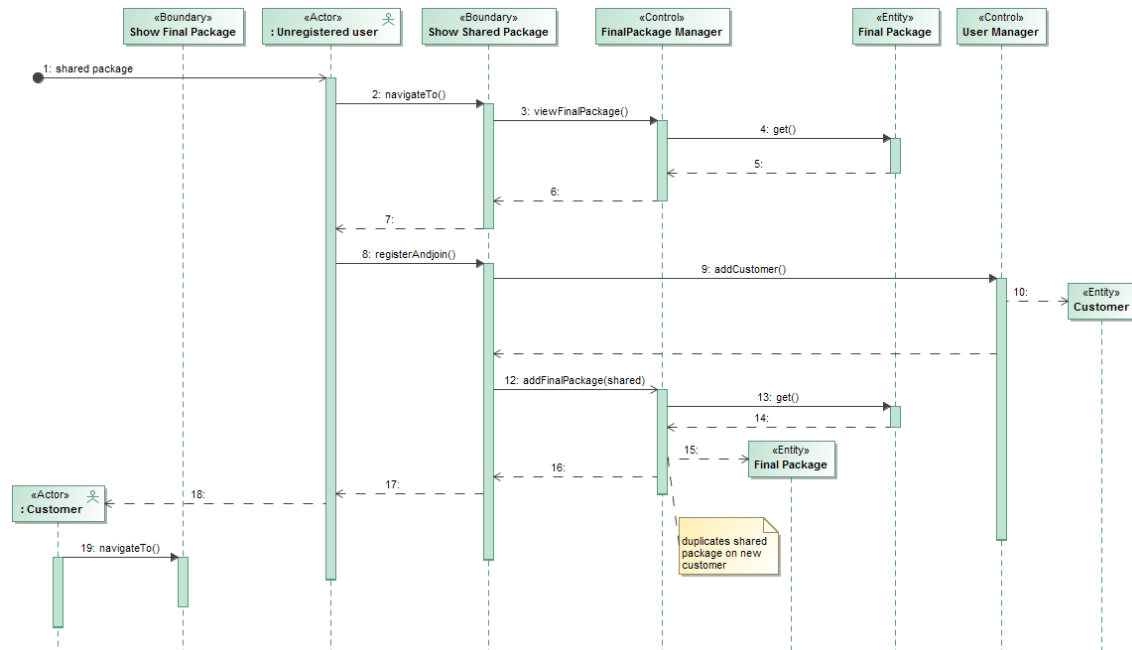 «Boundary»
Show Final Package
«Actor»
: Unregistered user
«Boundary»
Show Shared Package
«Control»
FinalPackage Manager
«Entity»
Final Package
«Control»
User Manager
1: shared package
2: navigateTo()
3: viewFinalPackage()
4: get()
5:
6:
7:
8: registerAndjoin()
9: addCustomer()
10:
«Entity»
Customer
12: addFinalPackage(shared)
13: get()
14:
15:
«Entity»
Final Package
16:
17:
18:
«Actor»
: Customer
duplicates shared
package on new
customer
19: navigateTo()